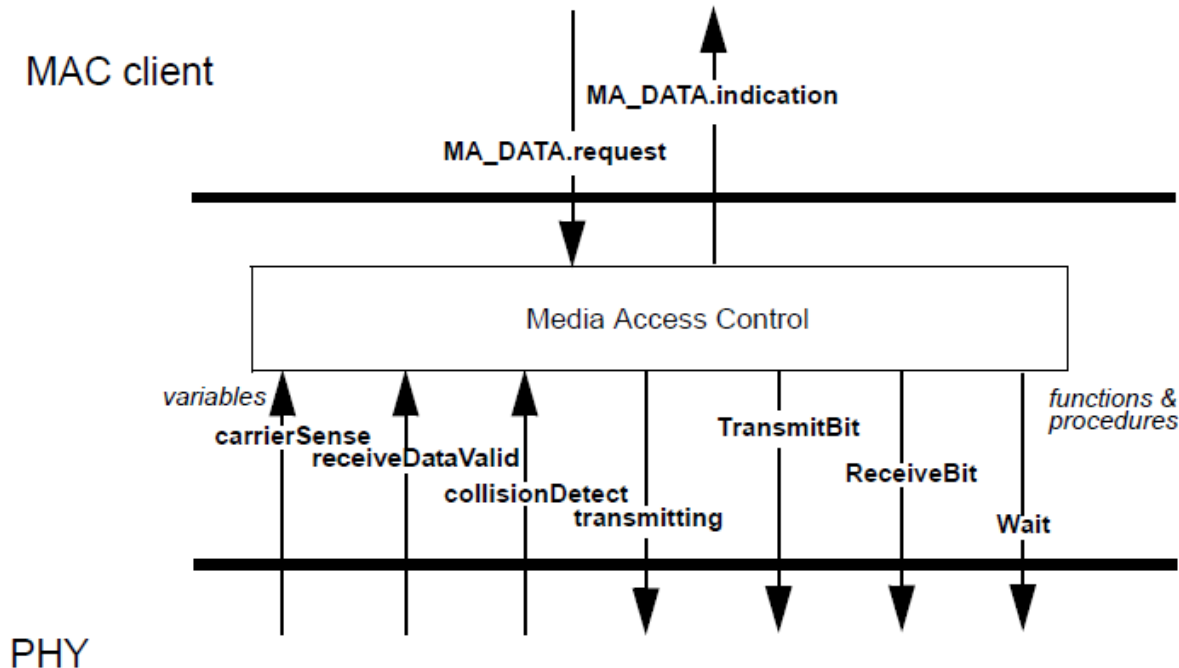 MAC client
MA_DATA.indication
MA_DATA.request
Media Access Control
variables
functions &
procedures
carrierSense
TransmitBit
receiveDataValid
ReceiveBit
collisionDetect
transmitting
Wait
PHY